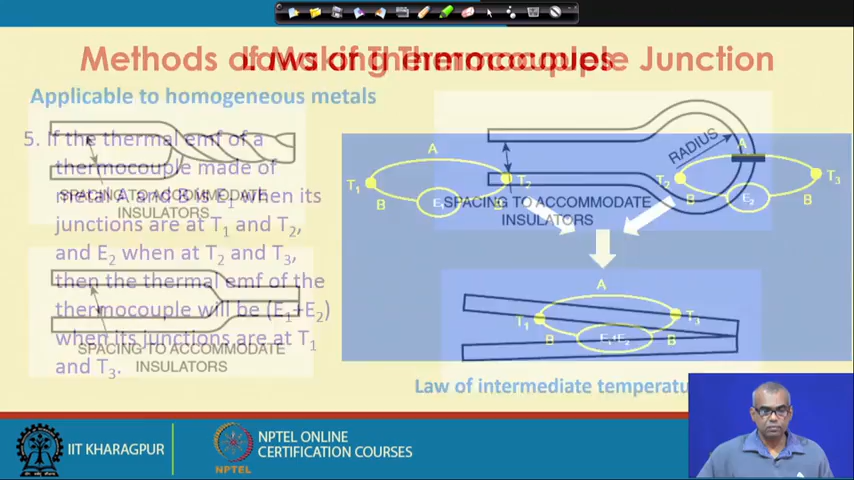 Methods of Making Thermocouple Junction
Laws of Thermocouples
Applicable to homogeneous metals
5. If the thermal emf of a
thermocouple made of
metal A and B is E₁ when its
junctions are at T₁ and T₂,
and E₂ when at T₂ and T₃,
then the thermal emf of the
thermocouple will be (E₁+E₂)
when its junctions are at T₁
and T₃.
SPACING TO ACCOMMODATE
INSULATORS
SPACING TO ACCOMMODATE
INSULATORS
RADIUS
SPACING TO ACCOMMODATE
INSULATORS
A
T₁
T₂
B
E₁
B
A
T₂
T₃
B
E₂
B
A
T₁
T₃
B
E₁+E₂
B
Law of intermediate temperatu
IIT KHARAGPUR
NPTEL
NPTEL ONLINE
CERTIFICATION COURSES